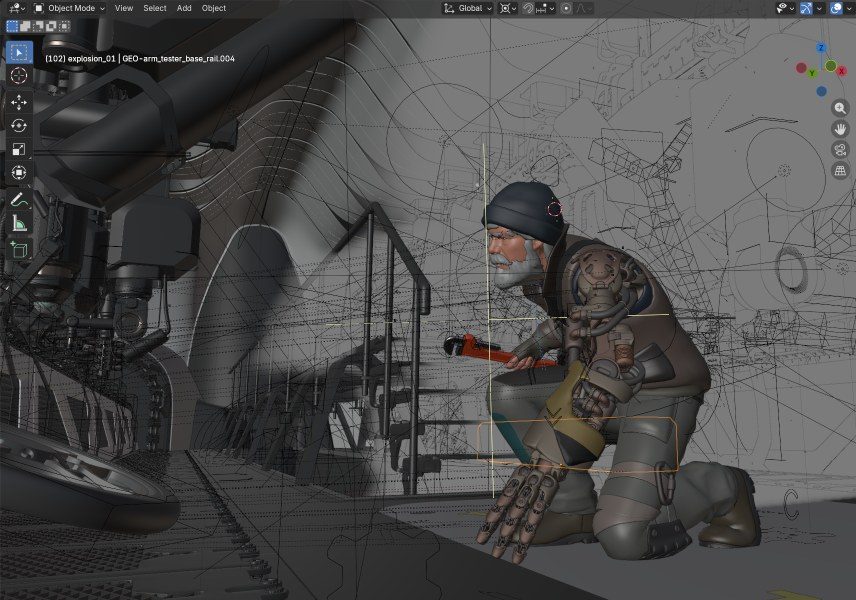 Object Mode View Select Add Object Global
(102) explosion_01 | GEO-arm_tester_base_rail.004
Z
Y X